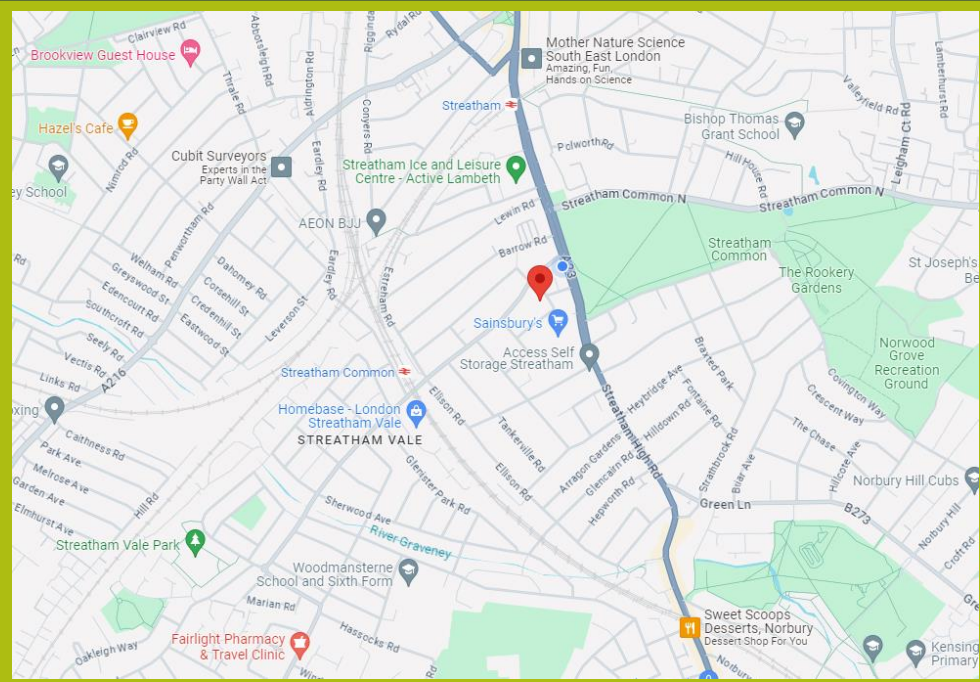 Clairview Rd
Brookview Guest House
Abbotsleigh Rd
Rydal Rd
Mother Nature Science
South East London
Amazing, Fun,
Hands on Science
Lamberhurst Rd
Thrale Rd
Aldrington Rd
Conyers Rd
Streatham
Valleyfield Rd
Hazel's Cafe
Bishop Thomas
Grant School
Leigham Ct Rd
Nimrod Rd
Cubit Surveyors
Experts in the
Party Wall Act
Eardley Rd
Streatham Ice and Leisure
Centre - Active Lambeth
Polworth Rd
Hill House Rd
School
Streatham Common N
Streatham Common N
Penwortham Rd
AEON BJJ
Lewin Rd
Barrow Rd
Streatham
Common
The Rookery
Gardens
St Joseph's
Rd
Welham Rd
Greyswood St
Edencourt Rd
Southcroft Rd
Dahomey Rd
Corsehill St
Credenhill St
Eastwood St
Leverson St
Eardley Rd
Estreham Rd
A23
Sainsbury's
Access Self
Storage Streatham
Norwood
Grove
Recreation
Ground
Seely Rd
Vectis Rd
Links Rd
A216
Streatham Common
Braxted Park
Covington Way
Crescent Way
Homebase - London
Streatham Vale
STREATHAM VALE
Ellison Rd
Tankerville Rd
Streatham High Rd
Heybridge Ave
Fontaine Rd
Hilldown Rd
The Chase
Caithness Rd
Park Ave
Melrose Ave
Garden Ave
Elmhurst Ave
Hill Rd
Glenister Park Rd
Ellison Rd
Arragon Gardens
Glencairn Rd
Hepworth Rd
Strathbrook Rd
Briar Ave
Hillcote Ave
Norbury Hill Cubs
Green Ln
B273
Sherwood Ave
River Graveney
Norbury Hill
Croft Rd
Streatham Vale Park
Woodmansterne
School and Sixth Form
Marian Rd
Hassocks Rd
Fairlight Pharmacy
& Travel Clinic
Oakleigh Way
Rd
Sweet Scoops
Desserts, Norbury
Dessert Shop For You
Norbury
Primary